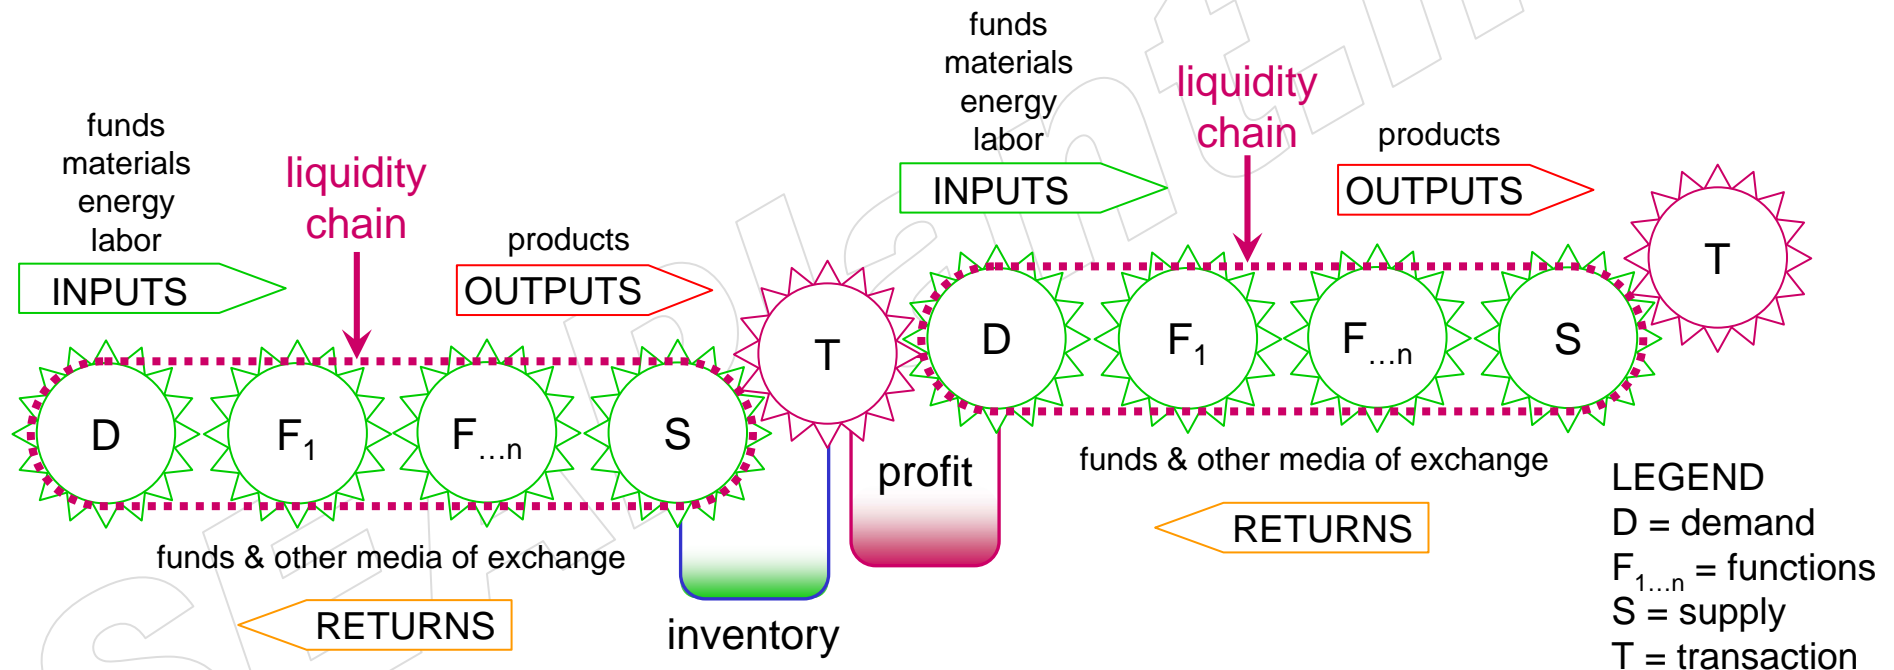 funds
materials
energy
labor
INPUTS
liquidity
chain
products
OUTPUTS
D
F1
F…n
S
T
funds & other media of exchange
RETURNS
inventory
profit
funds
materials
energy
labor
INPUTS
liquidity
chain
products
OUTPUTS
D
F1
F…n
S
T
funds & other media of exchange
RETURNS
LEGEND
D = demand
F1…n = functions
S = supply
T = transaction